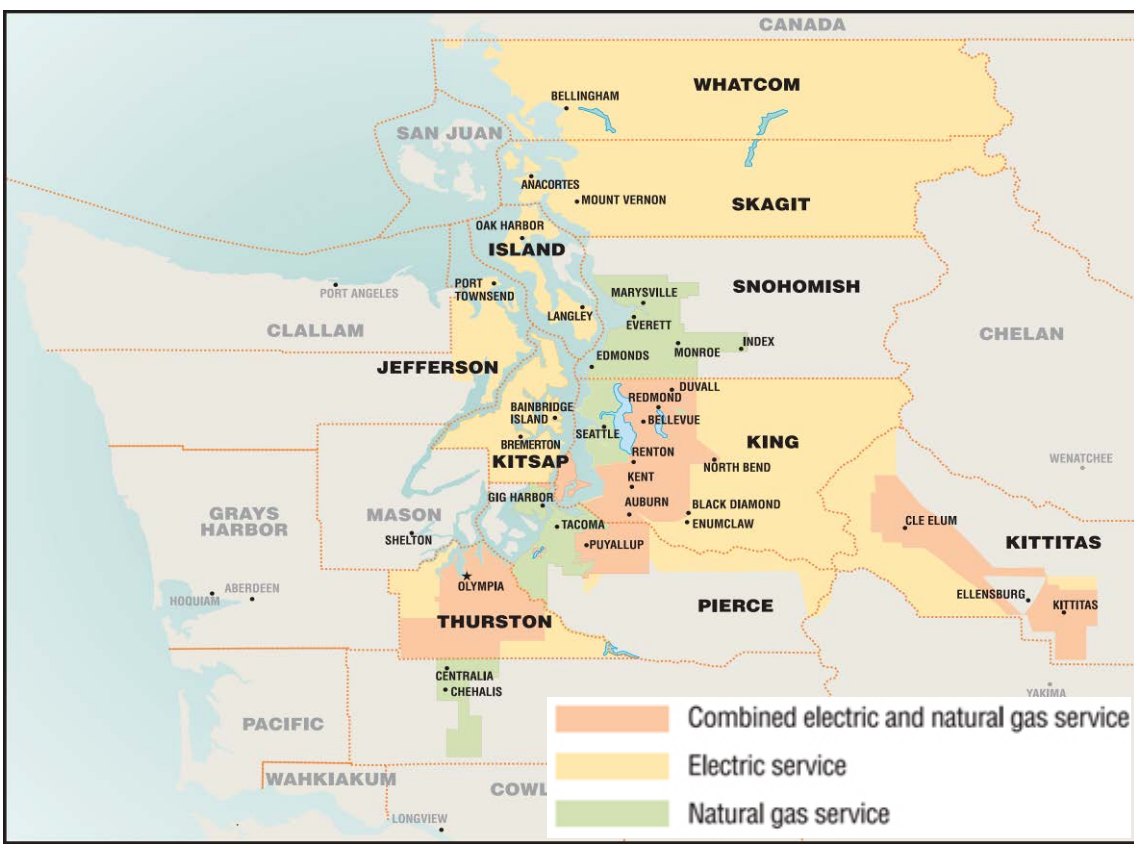 CANADA
WHATCOM
BELLINGHAM
SAN JUAN
ANACORTES
MOUNT VERNON
SKAGIT
OAK HARBOR
ISLAND
PORT
TOWNSEND
PORT ANGELES
MARYSVILLE
SNOHOMISH
LANGLEY
EVERETT
CLALLAM
CHELAN
MONROE
INDEX
EDMONDS
JEFFERSON
DUVALL
REDMOND
BAINBRIDGE
ISLAND
BELLEVUE
SEATTLE
KING
BREMERTON
RENTON
KITSAP
NORTH BEND
WENATCHEE
KENT
GIG HARBOR
AUBURN
BLACK DIAMOND
GRAYS
HARBOR
MASON
TACOMA
ENUMCLAW
CLE ELUM
SHELTON
PUYALLUP
KITTITAS
OLYMPIA
ABERDEEN
HOQUIAM
ELLENSBURG
PIERCE
KITTITAS
THURSTON
CENTRALIA
CHEHALIS
YAKIMA
PACIFIC
Combined electric and natural gas service
Electric service
Natural gas service
WAHKIAKUM
COWL
LONGVIEW